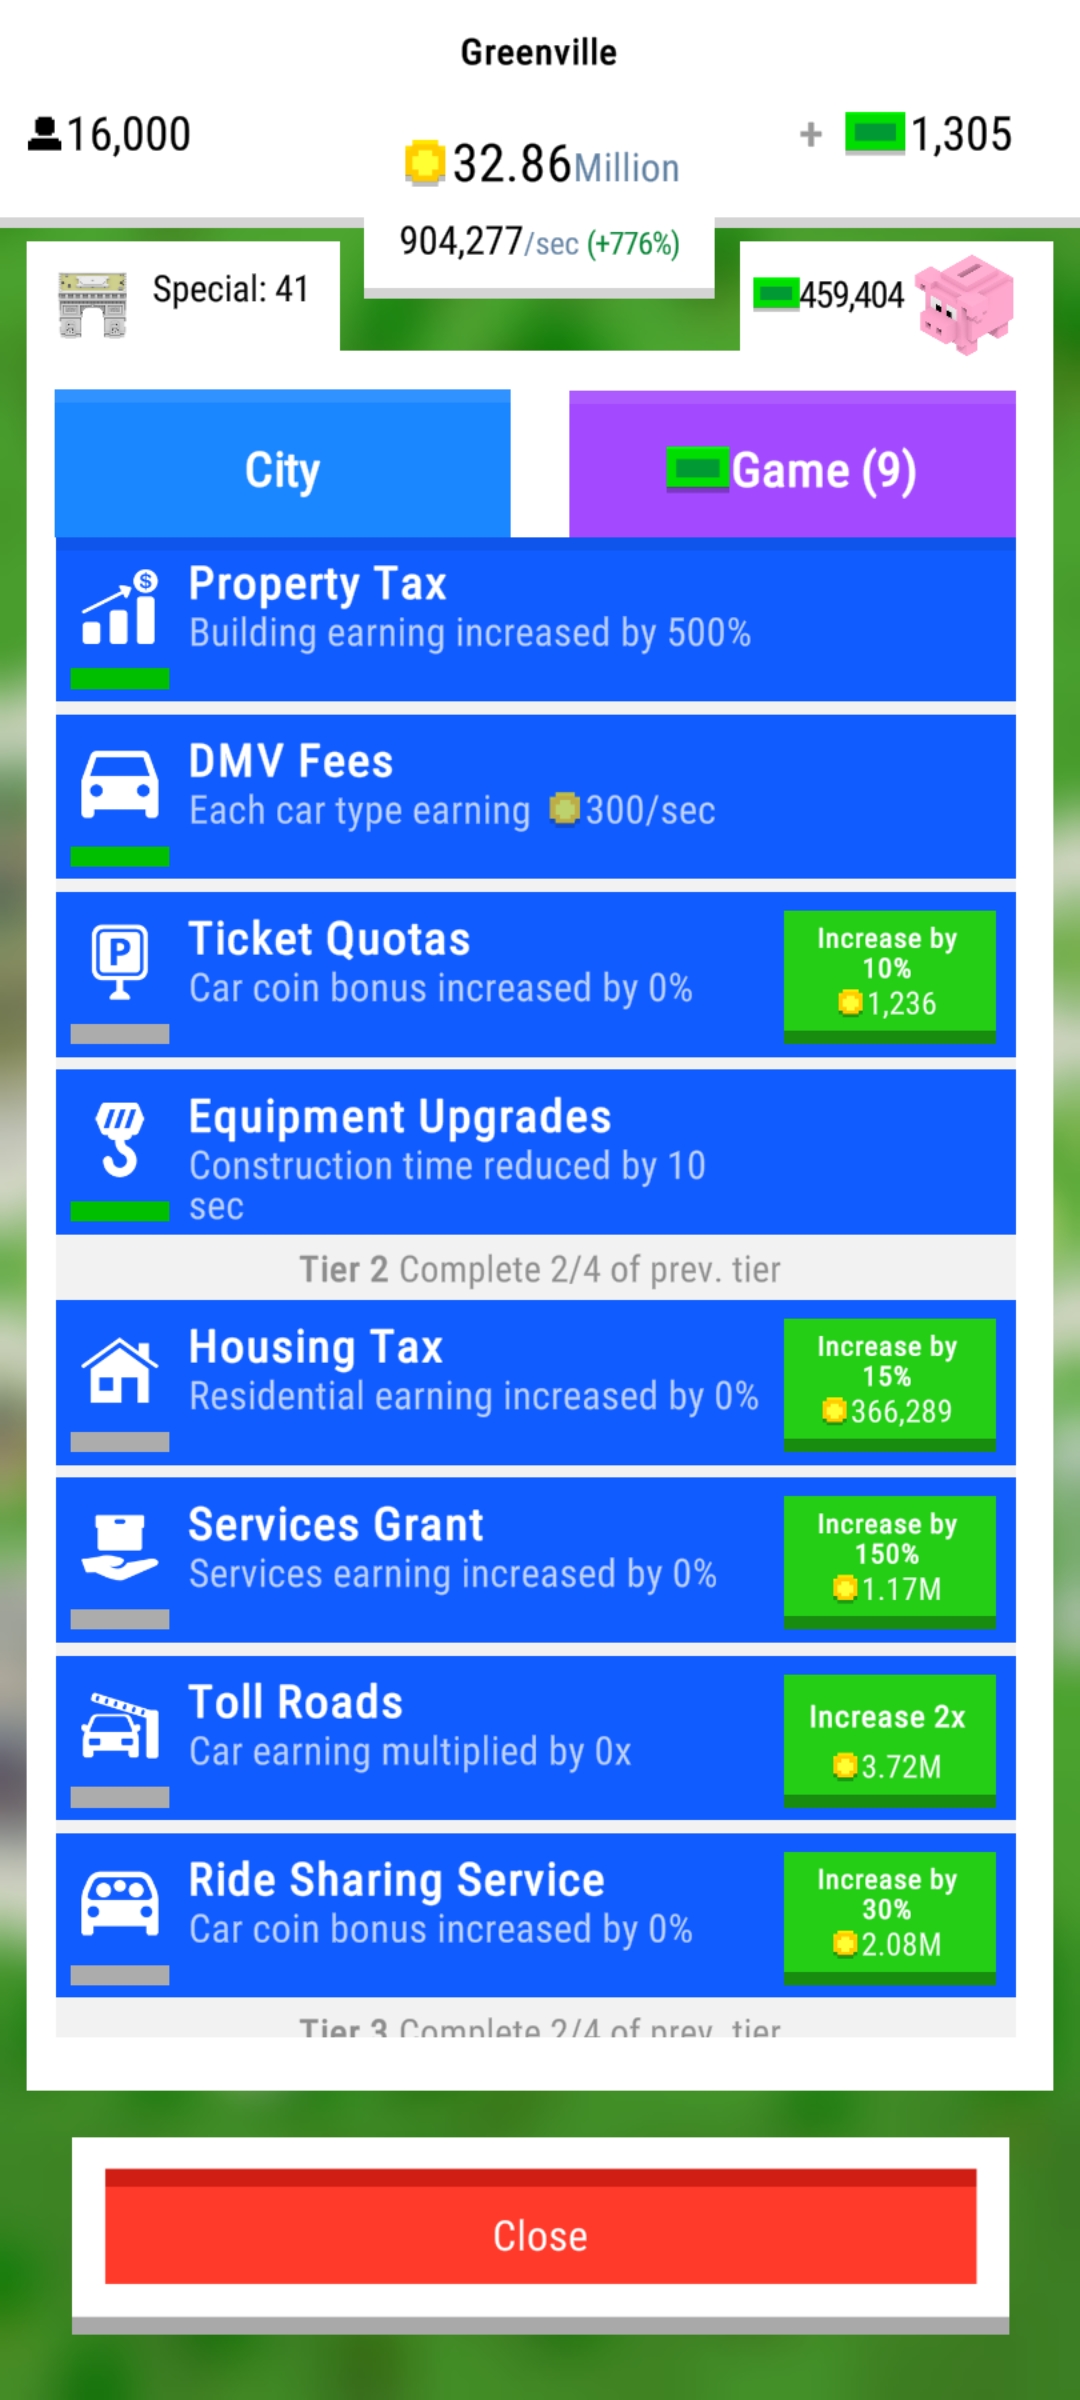 Greenville
16,000
32.86Million
+ 1,305
904,277/sec (+776%)
Special: 41
459,404
City
Game (9)
Property Tax
Building earning increased by 500%
$
DMV Fees
Each car type earning 300/sec
P
Ticket Quotas
Car coin bonus increased by 0%
Increase by
10%
1,236
Equipment Upgrades
Construction time reduced by 10
sec
Tier 2 Complete 2/4 of prev. tier
Housing Tax
Residential earning increased by 0%
Increase by
15%
366,289
Services Grant
Services earning increased by 0%
Increase by
150%
1.17M
Toll Roads
Car earning multiplied by 0x
Increase 2x
3.72M
Ride Sharing Service
Car coin bonus increased by 0%
Increase by
30%
2.08M
Tier 3 Complete 2/4 of prev. tier
Close